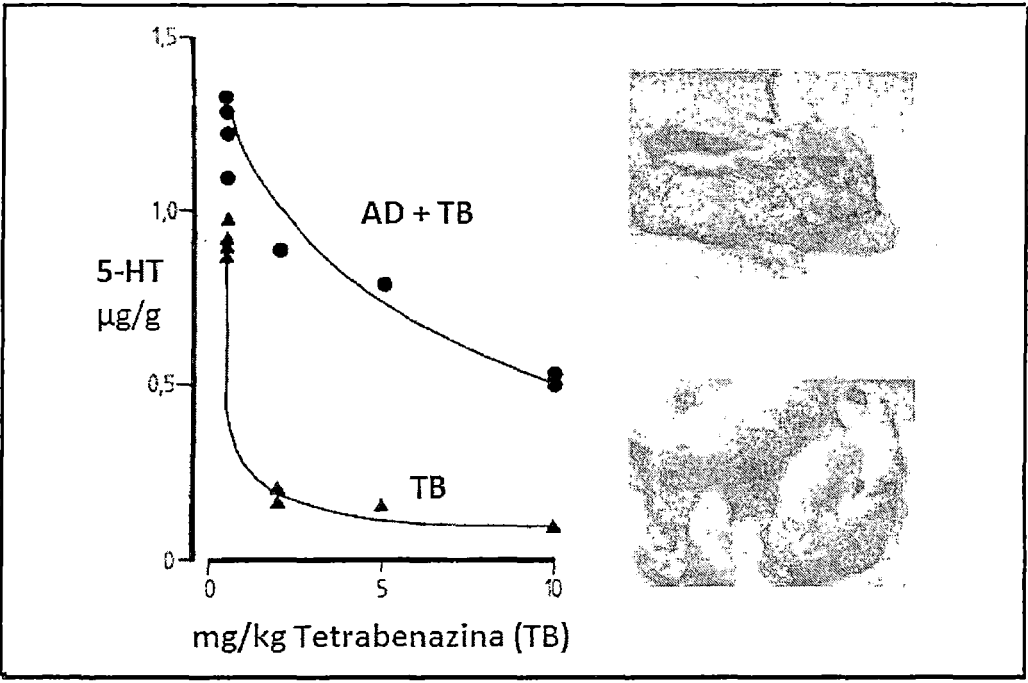 1,5
1,0
5-HT
µg/g
0,5
0
AD + TB
TB
0
5
10
mg/kg Tetrabenazina (TB)